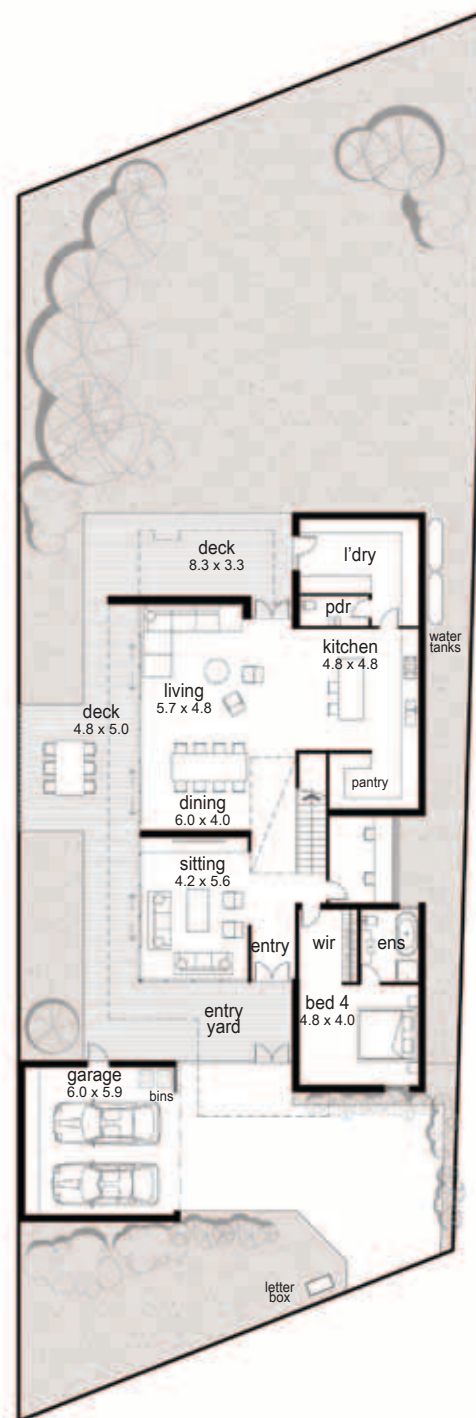 deck
8.3 x 3.3
l'dry
pdr
kitchen
4.8 x 4.8
water
tanks
living
5.7 x 4.8
deck
4.8 x 5.0
pantry
dining
6.0 x 4.0
sitting
4.2 x 5.6
entry
wir
ens
entry
yard
bed 4
4.8 x 4.0
garage
6.0 x 5.9
bins
letter
box